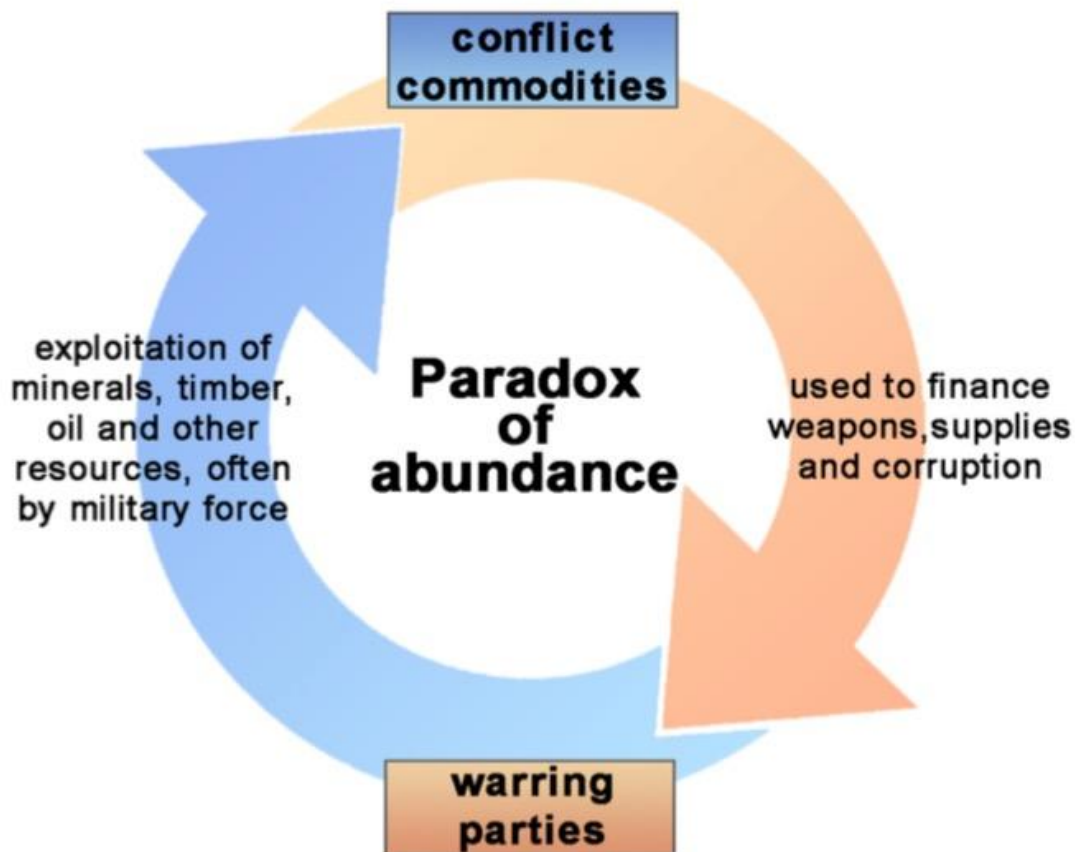 conflict
commodities
exploitation of
minerals, timber,
oil and other
resources, often
by military force
Paradox
of
abundance
used to finance
weapons,supplies
and corruption
warring
parties